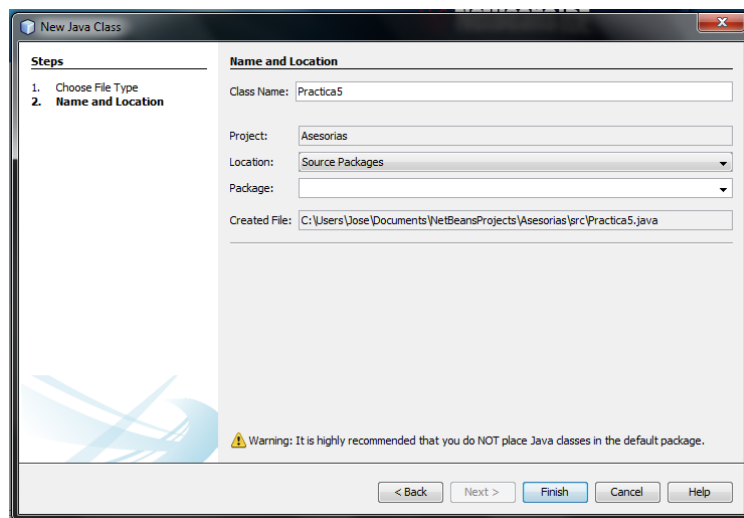 New Java Class
Steps
1. Choose File Type
2. Name and Location
Name and Location
Class Name: Practica5
Project: Asesorias
Location: Source Packages
Package:
Created File: C:\Users\Jose\Documents\NetBeansProjects\Asesorias\src\Practica5.java
Warning: It is highly recommended that you do NOT place Java classes in the default package.
< Back Next > Finish Cancel Help